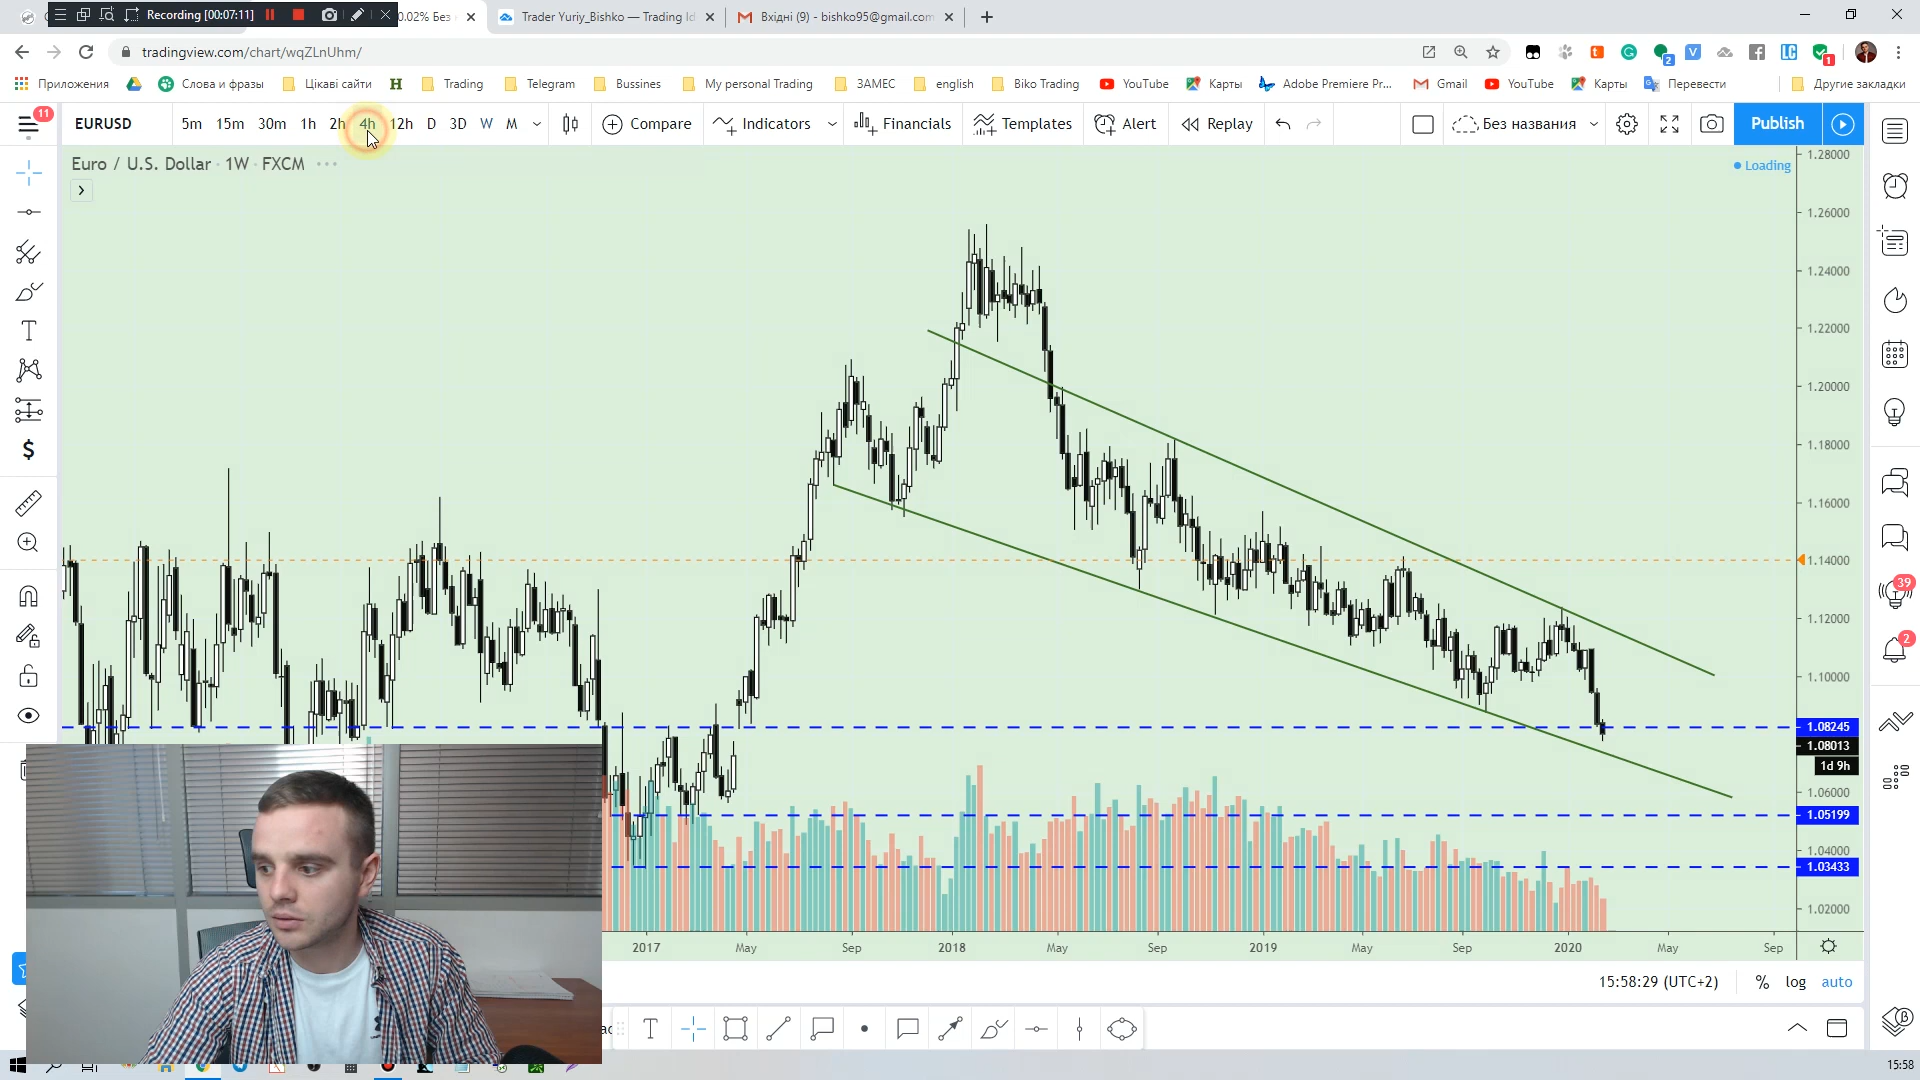 Recording [00:07:11]
0.02% Без
Trader Yuriy_Bishko — Trading Id
Вхідні (9) - bishko95@gmail.com
tradingview.com/chart/wqZLnUhm/
2
1
Приложения
Слова и фразы
Цікаві сайти
H
Trading
Telegram
Bussines
My personal Trading
ЗАМЕС
english
Biko Trading
YouTube
Карты
Adobe Premiere Pr...
Gmail
YouTube
Карты
Перевести
Другие закладки
11
EURUSD
5m 15m 30m 1h 2h 4h 12h D 3D W M
Compare
Indicators
Financials
Templates
Alert
Replay
Без названия
Publish
Euro / U.S. Dollar · 1W · FXCM
Loading
1.28000
1.26000
1.24000
1.22000
1.20000
1.18000
1.16000
1.14000
1.12000
1.10000
1.08245
1.08013
1d 9h
1.06000
1.05199
1.04000
1.03433
1.02000
39
2
2017 May Sep 2018 May Sep 2019 May Sep 2020 May Sep
15:58:29 (UTC+2)
% log auto
15:58